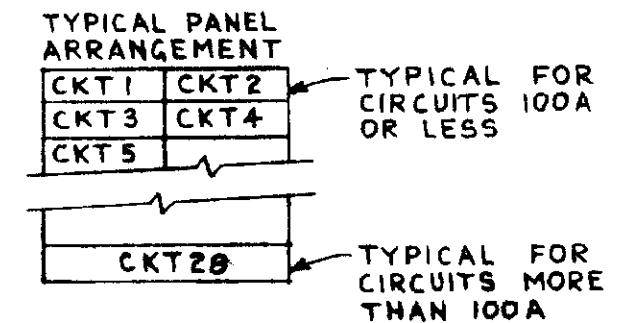 TYPICAL PANEL
ARRANGEMENT
CKT 1 CKT 2
CKT 3 CKT 4
CKT 5
TYPICAL FOR
CIRCUITS 100A
OR LESS
CKT 28
TYPICAL FOR
CIRCUITS MORE
THAN 100A